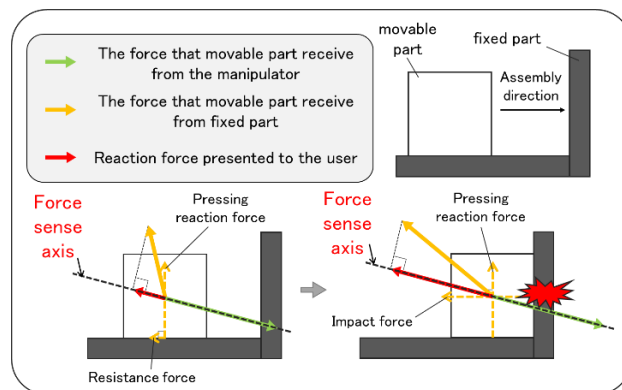 The force that movable part receive
from the manipulator
The force that movable part receive
from fixed part
Reaction force presented to the user
movable
part
fixed part
Assembly
direction
Force
sense
axis
Pressing
reaction force
Resistance force
Force
sense
axis
Pressing
reaction force
Impact force